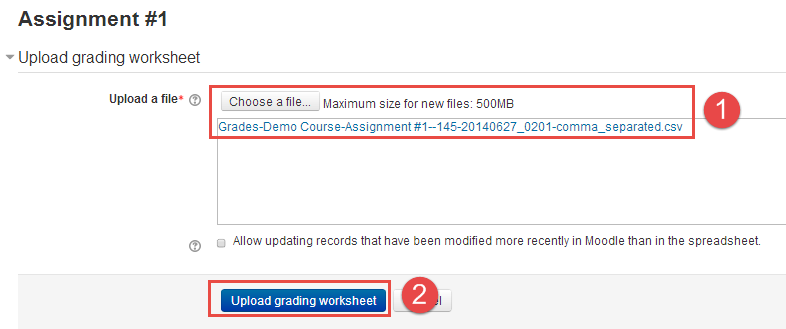 Assignment #1
Upload grading worksheet
Upload a file* Choose a file... Maximum size for new files: 500MB
1
Grades-Demo Course-Assignment #1--145-20140627_0201-comma_separated.csv
Allow updating records that have been modified more recently in Moodle than in the spreadsheet.
Upload grading worksheet 2